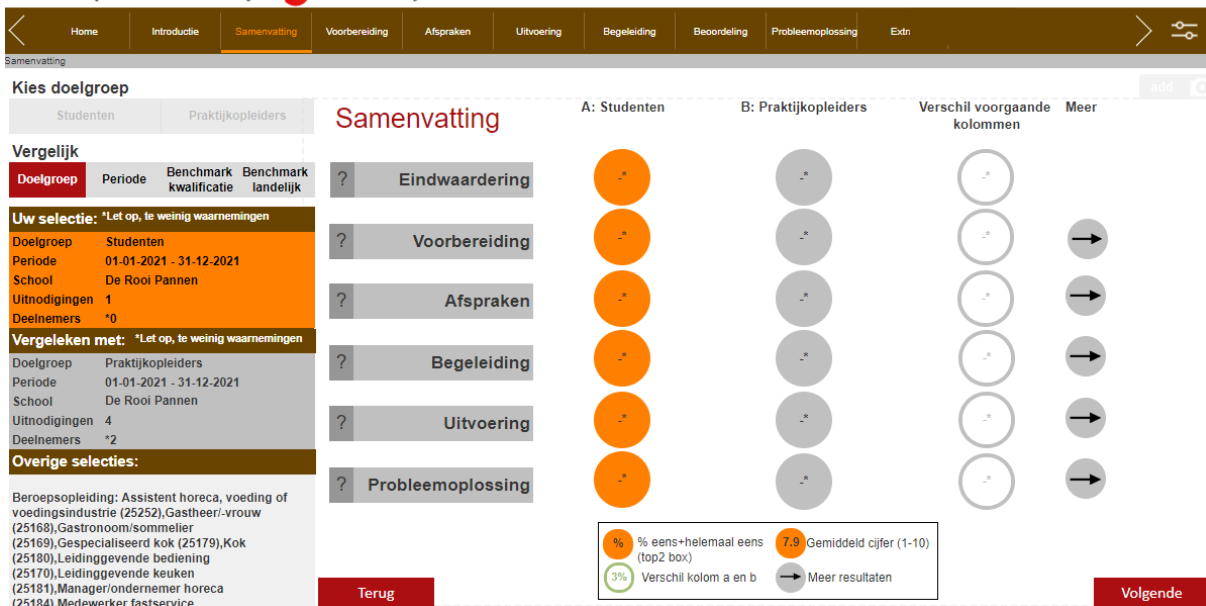 Home Introductie Samenvatting Voorbereiding Afspraken Uitvoering Begeleiding Beoordeling Probleemoplossing Extra
Samenvatting
Kies doelgroep
Studenten Praktijkopleiders
Vergelijk
Doelgroep Periode Benchmark kwalificatie Benchmark landelijk
Uw selectie: *Let op, te weinig waarnemingen
Doelgroep Studenten
Periode 01-01-2021 - 31-12-2021
School De Rooi Pannen
Uitnodigingen 1
Deelnemers *0
Vergeleken met: *Let op, te weinig waarnemingen
Doelgroep Praktijkopleiders
Periode 01-01-2021 - 31-12-2021
School De Rooi Pannen
Uitnodigingen 4
Deelnemers *2
Overige selecties:
Beroepsopleiding: Assistent horeca, voeding of
voedingsindustrie (25252),Gastheer/-vrouw
(25168),Gastronoom/sommelier
(25169),Gespecialiseerd kok (25179),Kok
(25180),Leidinggevende bediening
(25170),Leidinggevende keuken
(25181),Manager/ondernemer horeca
(25184),Medewerker fastservice
add
Samenvatting
A: Studenten B: Praktijkopleiders Verschil voorgaande kolommen Meer
? Eindwaardering -* -* -*
? Voorbereiding -* -* -*
? Afspraken -* -* -*
? Begeleiding -* -* -*
? Uitvoering -* -* -*
? Probleemoplossing -* -* -*
% % eens+helemaal eens (top2 box) 7.9 Gemiddeld cijfer (1-10)
3% Verschil kolom a en b Meer resultaten
Terug Volgende